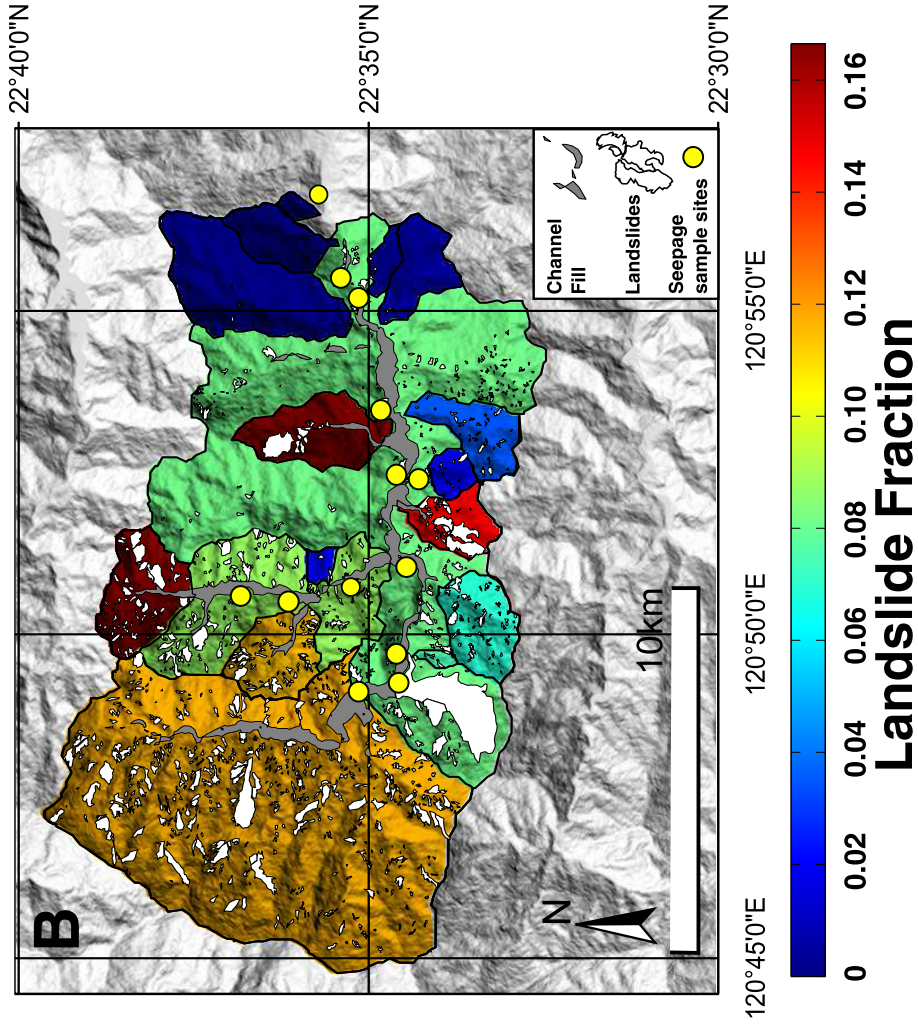 B
22°40'0"N
22°35'0"N
22°30'0"N
120°45'0"E
120°50'0"E
120°55'0"E
N
10km
Channel
Fill
Landslides
Seepage
sample sites
0
0.02
0.04
0.06
0.08
0.10
0.12
0.14
0.16
Landslide Fraction